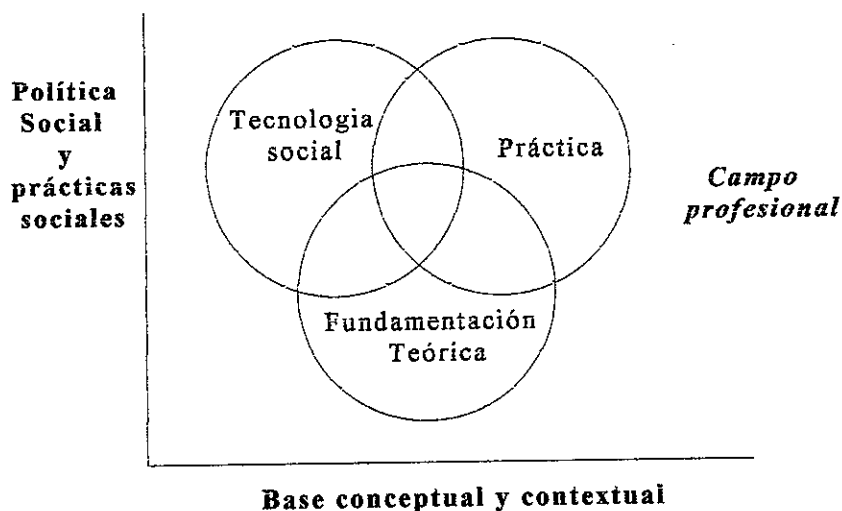 Política
Social
y
prácticas
sociales
Tecnologia
social
Práctica
Campo
profesional
Fundamentación
Teórica
Base conceptual y contextual